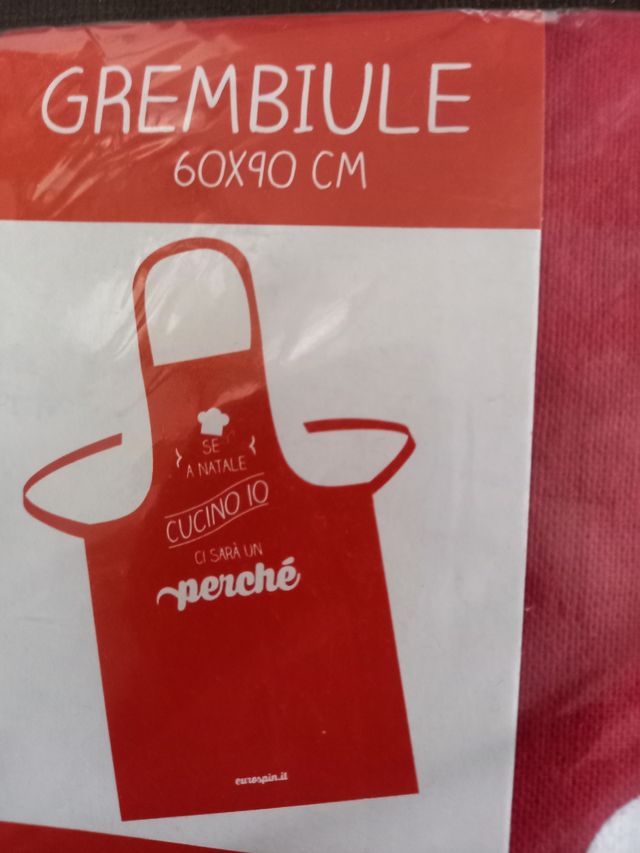 GREMBIULE
60X90 CM
SE
A NATALE
CUCINO IO
CI SARÀ UN
perché
eurospin.it